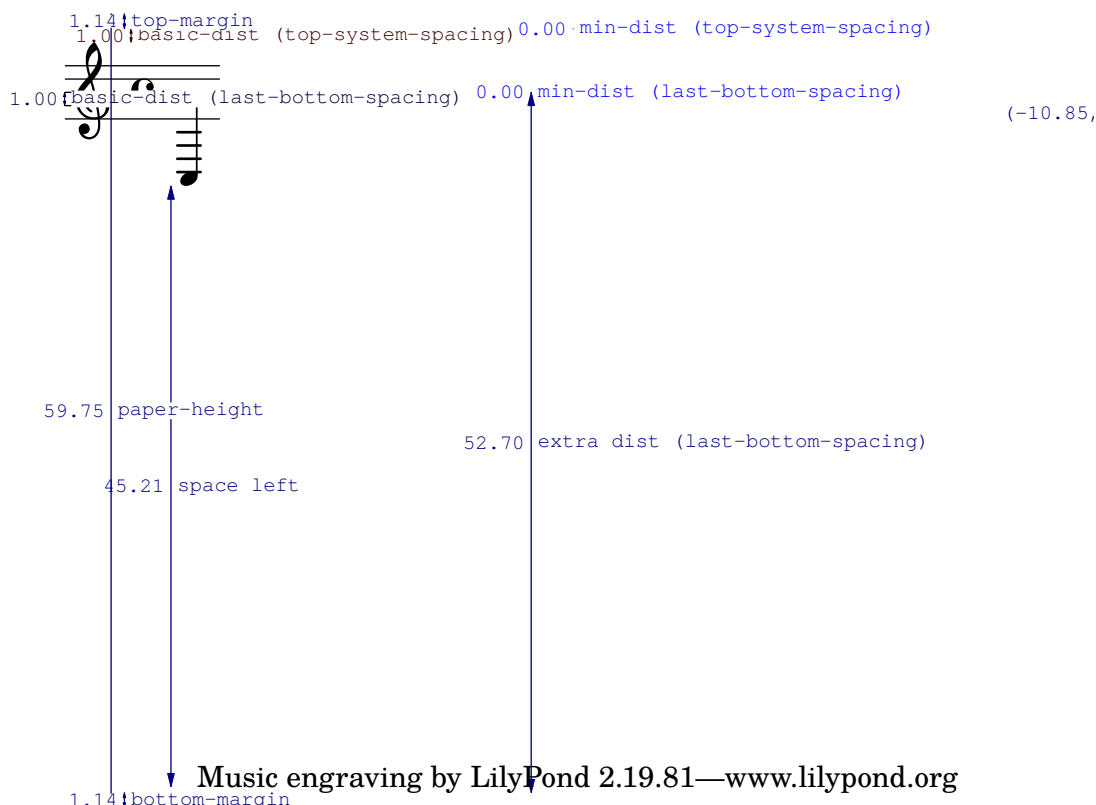 1.14 top-margin
1.00 basic-dist (top-system-spacing) 0.00 min-dist (top-system-spacing)
1.00 basic-dist (last-bottom-spacing) 0.00 min-dist (last-bottom-spacing)
(-10.85,
59.75 paper-height
52.70 extra dist (last-bottom-spacing)
45.21 space left
Music engraving by LilyPond 2.19.81—www.lilypond.org
1.14 bottom-margin